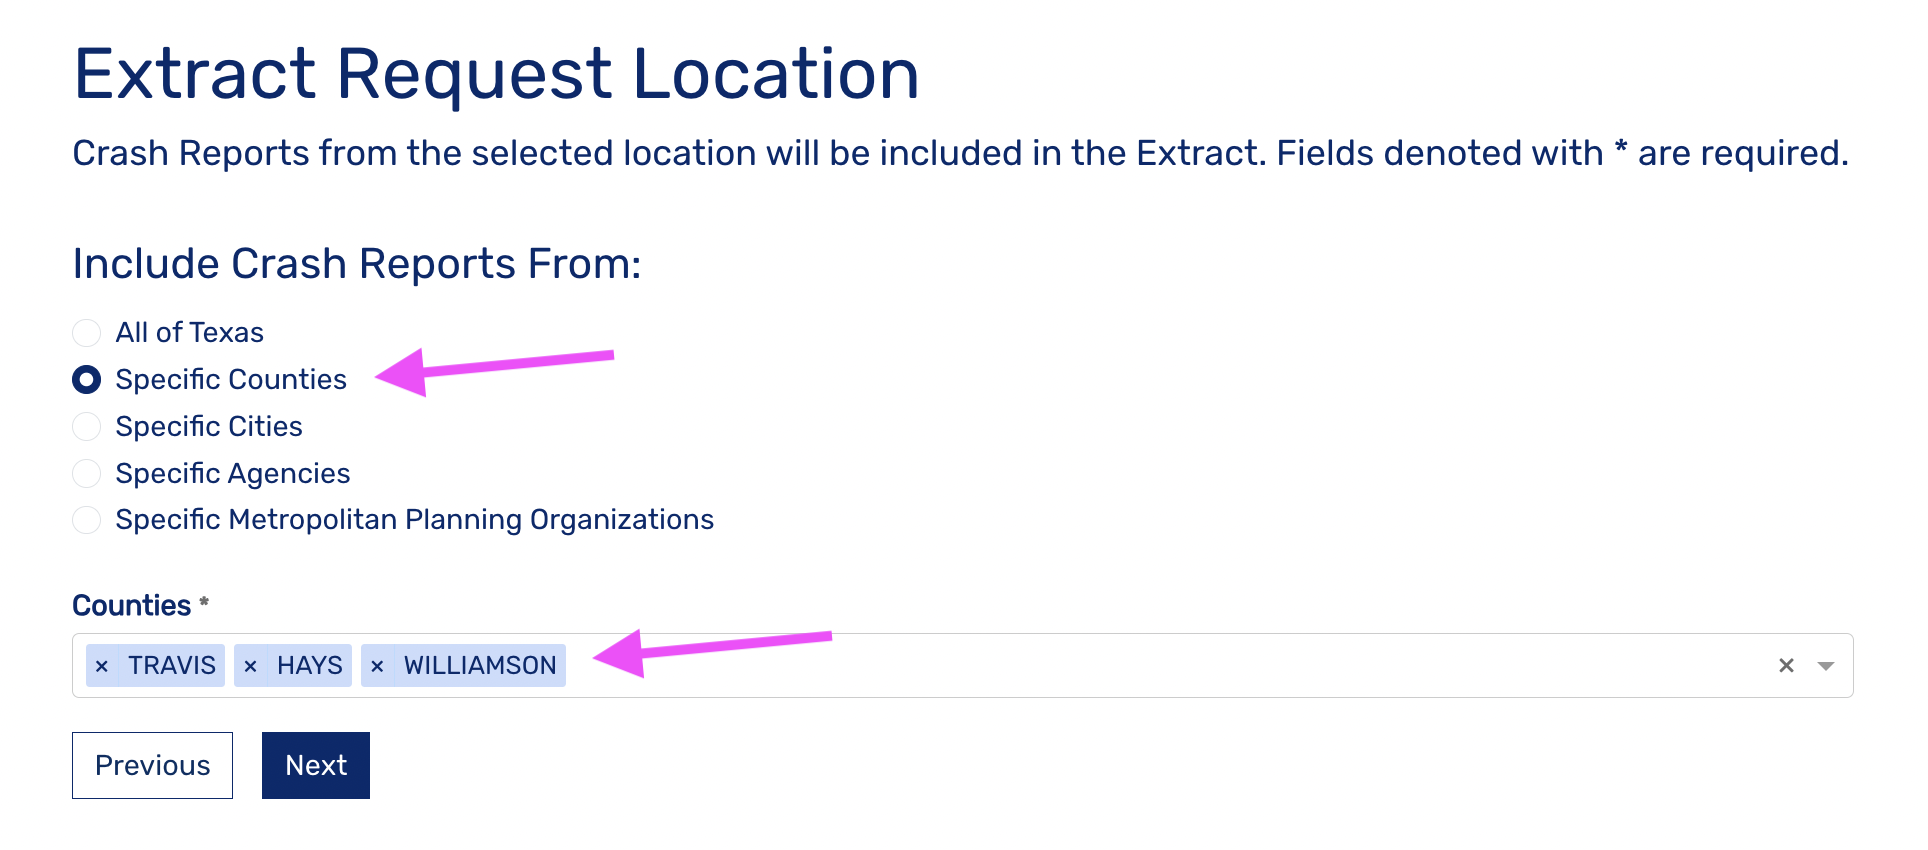 Extract Request Location
Crash Reports from the selected location will be included in the Extract. Fields denoted with * are required.
Include Crash Reports From:
All of Texas
Specific Counties
Specific Cities
Specific Agencies
Specific Metropolitan Planning Organizations
Counties *
× TRAVIS × HAYS × WILLIAMSON ×
Previous Next